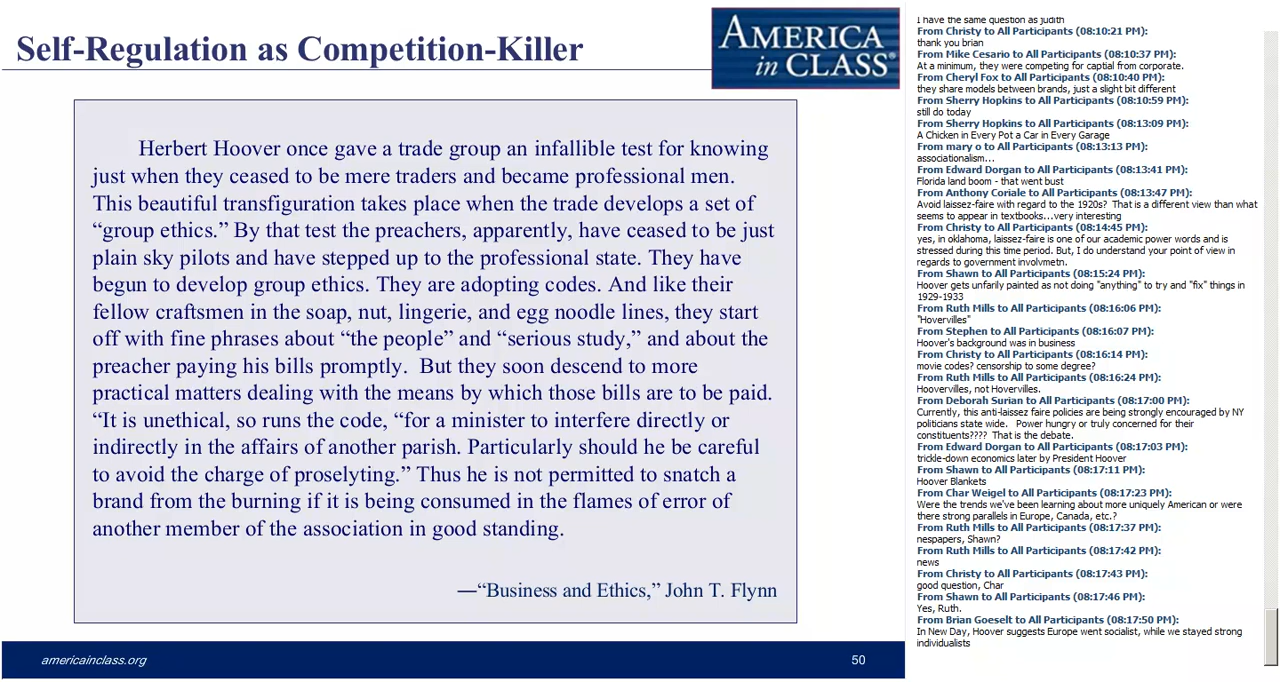 Self-Regulation as Competition-Killer
AMERICA
in CLASS®
Herbert Hoover once gave a trade group an infallible test for knowing
just when they ceased to be mere traders and became professional men.
This beautiful transfiguration takes place when the trade develops a set of
“group ethics.” By that test the preachers, apparently, have ceased to be just
plain sky pilots and have stepped up to the professional state. They have
begun to develop group ethics. They are adopting codes. And like their
fellow craftsmen in the soap, nut, lingerie, and egg noodle lines, they start
off with fine phrases about “the people” and “serious study,” and about the
preacher paying his bills promptly.  But they soon descend to more
practical matters dealing with the means by which those bills are to be paid.
“It is unethical, so runs the code, “for a minister to interfere directly or
indirectly in the affairs of another parish. Particularly should he be careful
to avoid the charge of proselyting.” Thus he is not permitted to snatch a
brand from the burning if it is being consumed in the flames of error of
another member of the association in good standing.
—“Business and Ethics,” John T. Flynn
americainclass.org
50
I have the same question as judith
From Christy to All Participants (08:10:21 PM):
thank you brian
From Mike Cesario to All Participants (08:10:37 PM):
At a minimum, they were competing for captial from corporate.
From Cheryl Fox to All Participants (08:10:40 PM):
they share models between brands, just a slight bit different
From Sherry Hopkins to All Participants (08:10:59 PM):
still do today
From Sherry Hopkins to All Participants (08:13:09 PM):
A Chicken in Every Pot a Car in Every Garage
From mary o to All Participants (08:13:13 PM):
associationalism...
From Edward Dorgan to All Participants (08:13:41 PM):
Florida land boom - that went bust
From Anthony Coriale to All Participants (08:13:47 PM):
Avoid laissez-faire with regard to the 1920s?  That is a different view than what
seems to appear in textbooks...very interesting
From Christy to All Participants (08:14:45 PM):
yes, in oklahoma, laissez-faire is one of our academic power words and is
stressed during this time period. But, I do understand your point of view in
regards to government involvmetn.
From Shawn to All Participants (08:15:24 PM):
Hoover gets unfarily painted as not doing "anything" to try and "fix" things in
1929-1933
From Ruth Mills to All Participants (08:16:06 PM):
"Hovervilles"
From Stephen to All Participants (08:16:07 PM):
Hoover's background was in business
From Christy to All Participants (08:16:14 PM):
movie codes? censorship to some degree?
From Ruth Mills to All Participants (08:16:24 PM):
Hoovervilles, not Hovervilles.
From Deborah Surian to All Participants (08:17:00 PM):
Currently, this anti-laissez faire policies are being strongly encouraged by NY
politicians state wide.   Power hungry or truly concerned for their
constituents????  That is the debate.
From Edward Dorgan to All Participants (08:17:03 PM):
trickle-down economics later by President Hoover
From Shawn to All Participants (08:17:11 PM):
Hoover Blankets
From Char Weigel to All Participants (08:17:23 PM):
Were the trends we've been learning about more uniquely American or were
there strong parallels in Europe, Canada, etc.?
From Ruth Mills to All Participants (08:17:37 PM):
nespapers, Shawn?
From Ruth Mills to All Participants (08:17:42 PM):
news
From Christy to All Participants (08:17:43 PM):
good question, Char
From Shawn to All Participants (08:17:46 PM):
Yes, Ruth.
From Brian Goeselt to All Participants (08:17:50 PM):
In New Day, Hoover suggests Europe went socialist, while we stayed strong
individualists